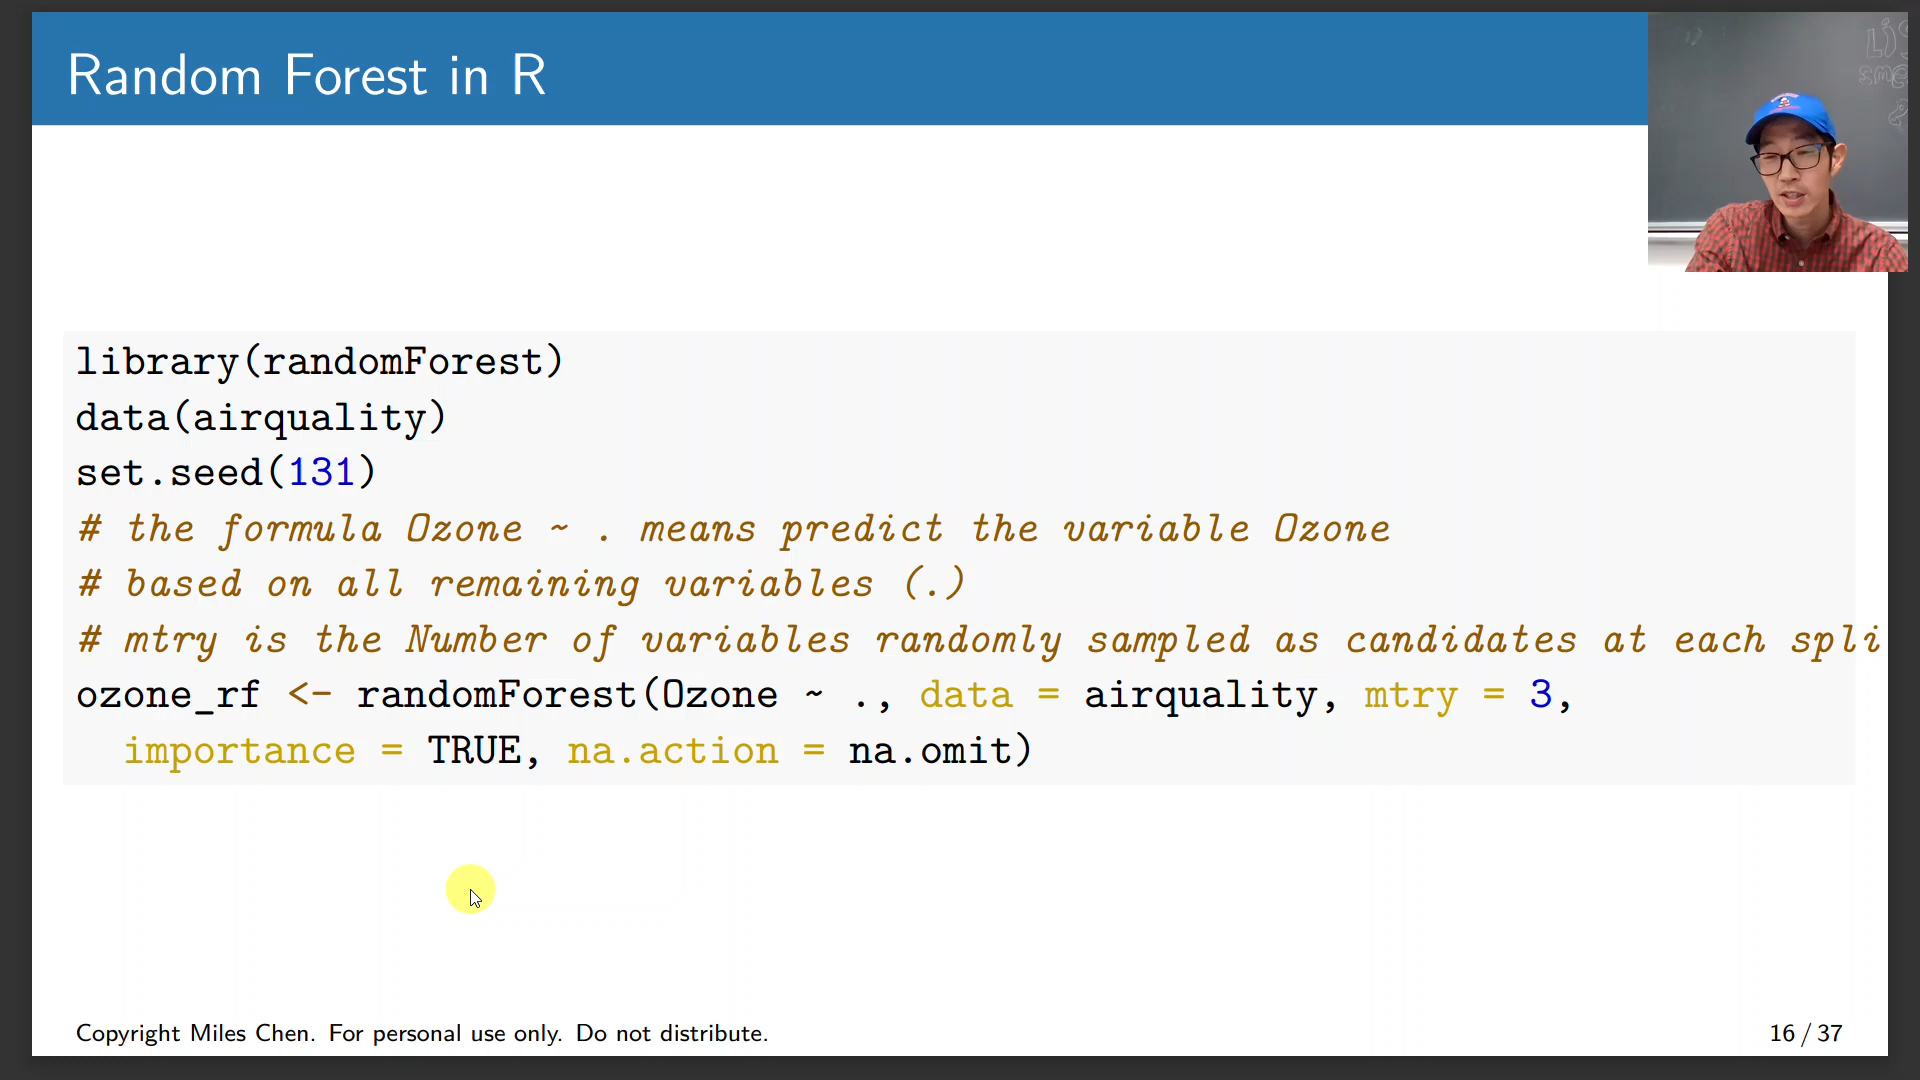 Random Forest in R
library(randomForest)
data(airquality)
set.seed(131)
# the formula Ozone ~ . means predict the variable Ozone
# based on all remaining variables (.)
# mtry is the Number of variables randomly sampled as candidates at each spli
ozone_rf <- randomForest(Ozone ~ ., data = airquality, mtry = 3,
importance = TRUE, na.action = na.omit)
Copyright Miles Chen. For personal use only. Do not distribute.
16 / 37